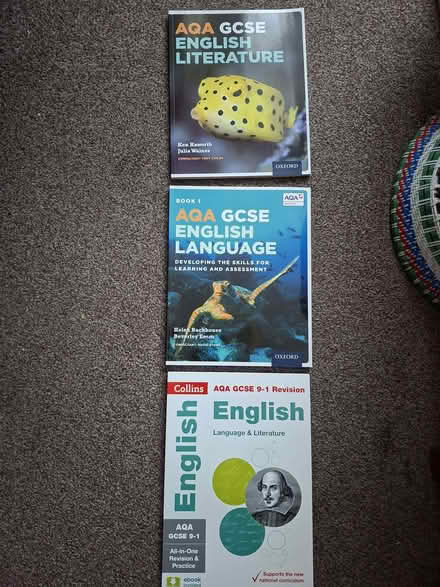 AQA GCSE
ENGLISH
LITERATURE
Ken Haworth
Julia Waines
OXFORD
BOOK 1
AQA
AQA GCSE
ENGLISH
LANGUAGE
DEVELOPING THE SKILLS FOR
LEARNING AND ASSESSMENT
Helen Backhouse
Beverley Emm
OXFORD
Collins
AQA GCSE 9-1 Revision
English
English
Language & Literature
AQA
GCSE 9-1
All-in-One
Revision &
Practice
ebook
Supports the new
national curriculum